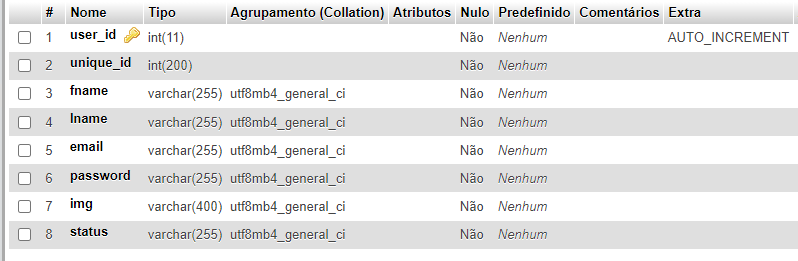 # Nome Tipo Agrupamento (Collation) Atributos Nulo Predefinido Comentários Extra
1 user_id int(11) Não Nenhum AUTO_INCREMENT
2 unique_id int(200) Não Nenhum
3 fname varchar(255) utf8mb4_general_ci Não Nenhum
4 lname varchar(255) utf8mb4_general_ci Não Nenhum
5 email varchar(255) utf8mb4_general_ci Não Nenhum
6 password varchar(255) utf8mb4_general_ci Não Nenhum
7 img varchar(400) utf8mb4_general_ci Não Nenhum
8 status varchar(255) utf8mb4_general_ci Não Nenhum